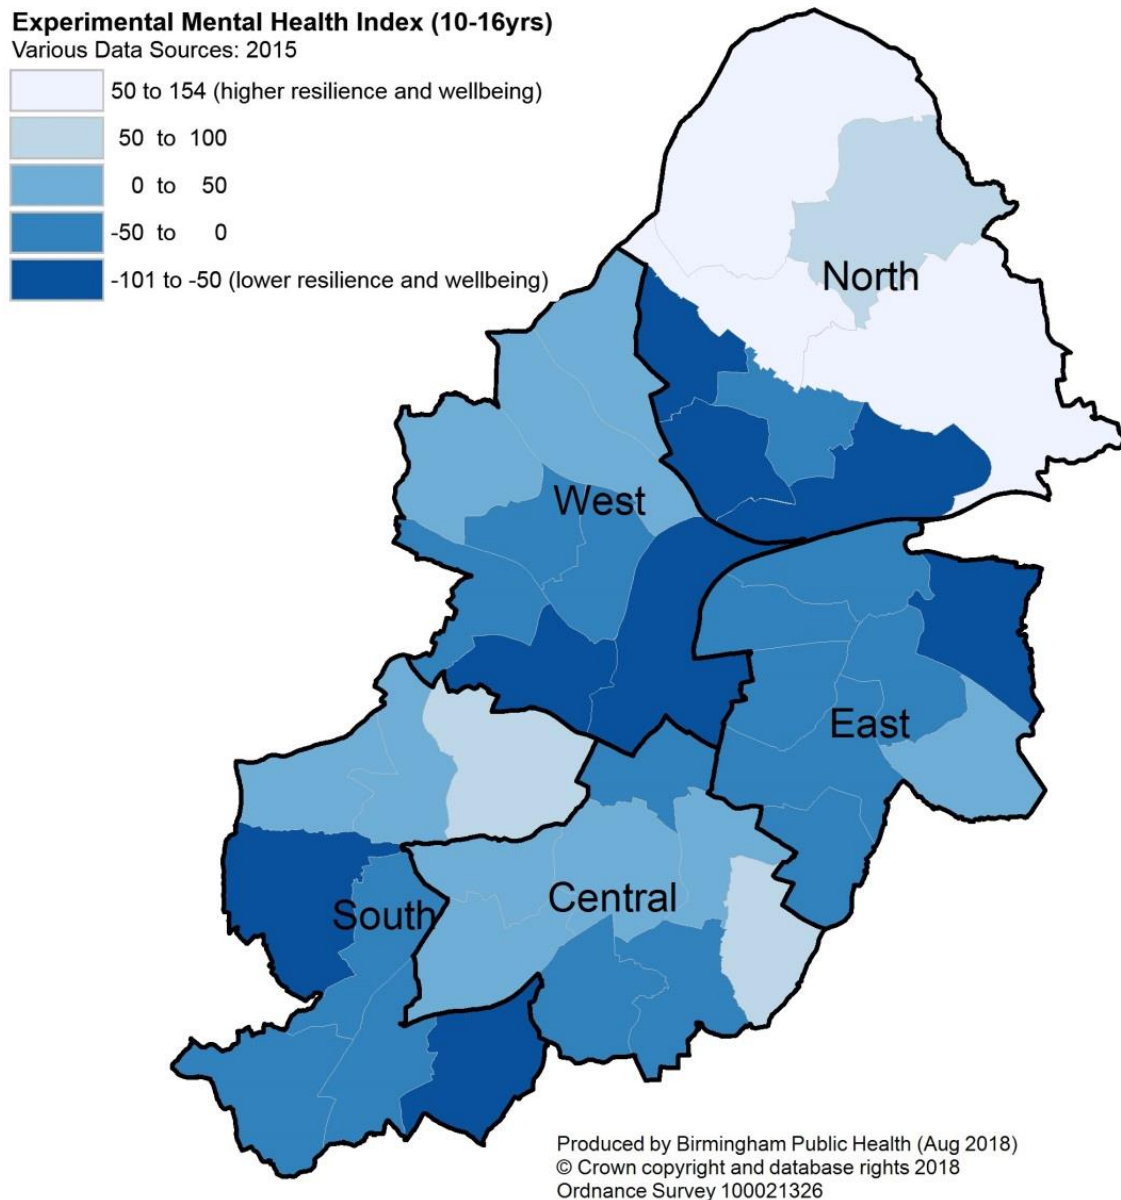 Experimental Mental Health Index (10-16yrs)
Various Data Sources: 2015
50 to 154 (higher resilience and wellbeing)
50 to 100
0 to 50
-50 to 0
-101 to -50 (lower resilience and wellbeing)
North
West
East
South
Central
Produced by Birmingham Public Health (Aug 2018)
© Crown copyright and database rights 2018
Ordnance Survey 100021326